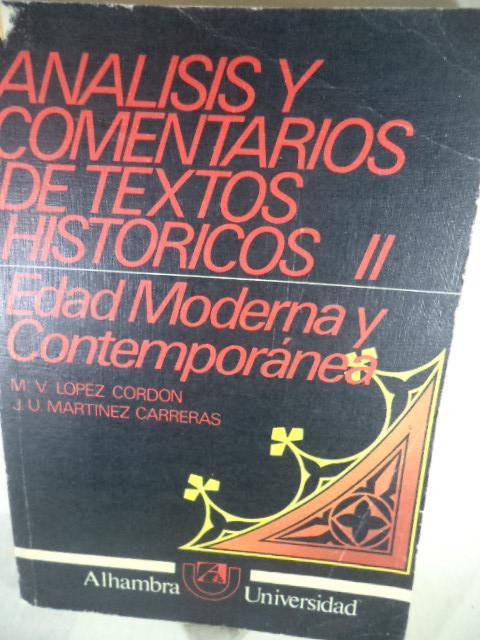 ANALISIS Y
COMENTARIOS
DE TEXTOS
HISTORICOS II
Edad Moderna y
Contemporánea
M. V. LOPEZ CORDON
J. U. MARTINEZ CARRERAS
Alhambra Universidad